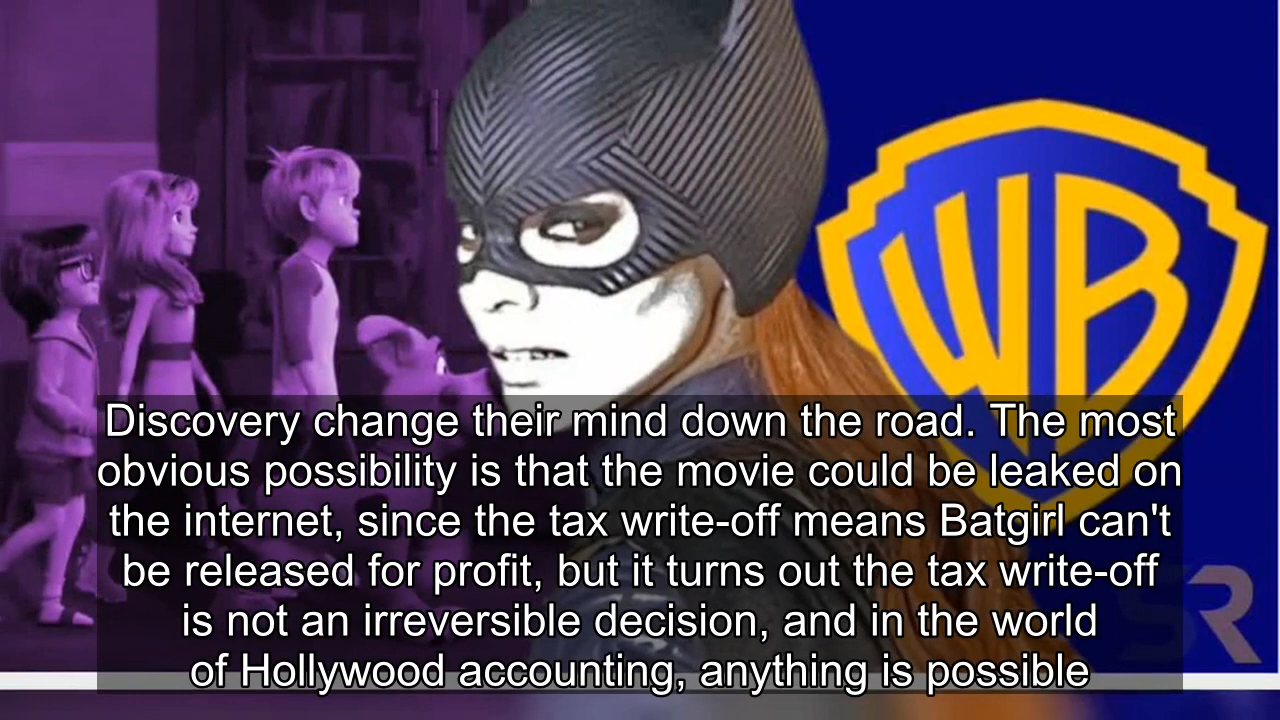 WB
Discovery change their mind down the road. The most
obvious possibility is that the movie could be leaked on
the internet, since the tax write-off means Batgirl can't
be released for profit, but it turns out the tax write-off
is not an irreversible decision, and in the world
of Hollywood accounting, anything is possible
SR